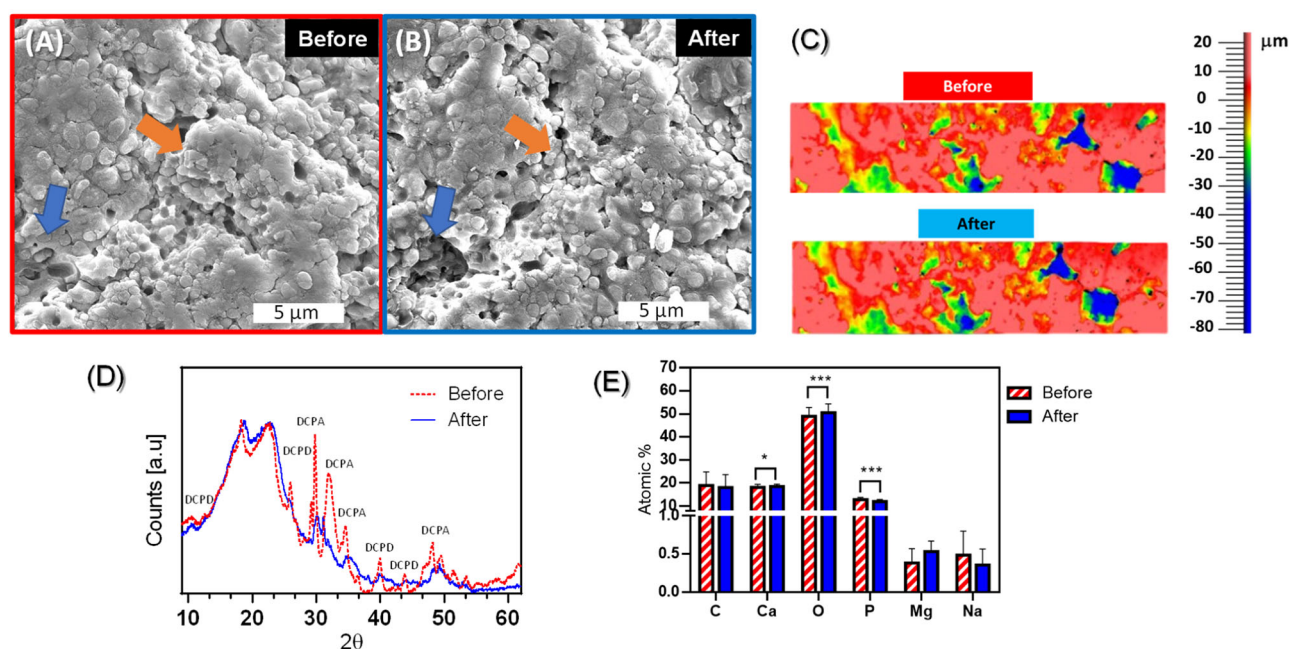 (A)
Before
5 µm
(B)
After
5 µm
(C)
Before
After
20
10
0
-10
-20
-30
-40
-50
-60
-70
-80
µm
(D)
Before
After
DCPD
DCPD
DCPA
DCPA
DCPA
DCPD
DCPD
DCPA
Counts [a.u]
10
20
30
40
50
60
2θ
(E)
Before
After
Atomic %
70
60
50
40
30
20
10
1.0
0.5
0.0
*
***
***
C
Ca
O
P
Mg
Na